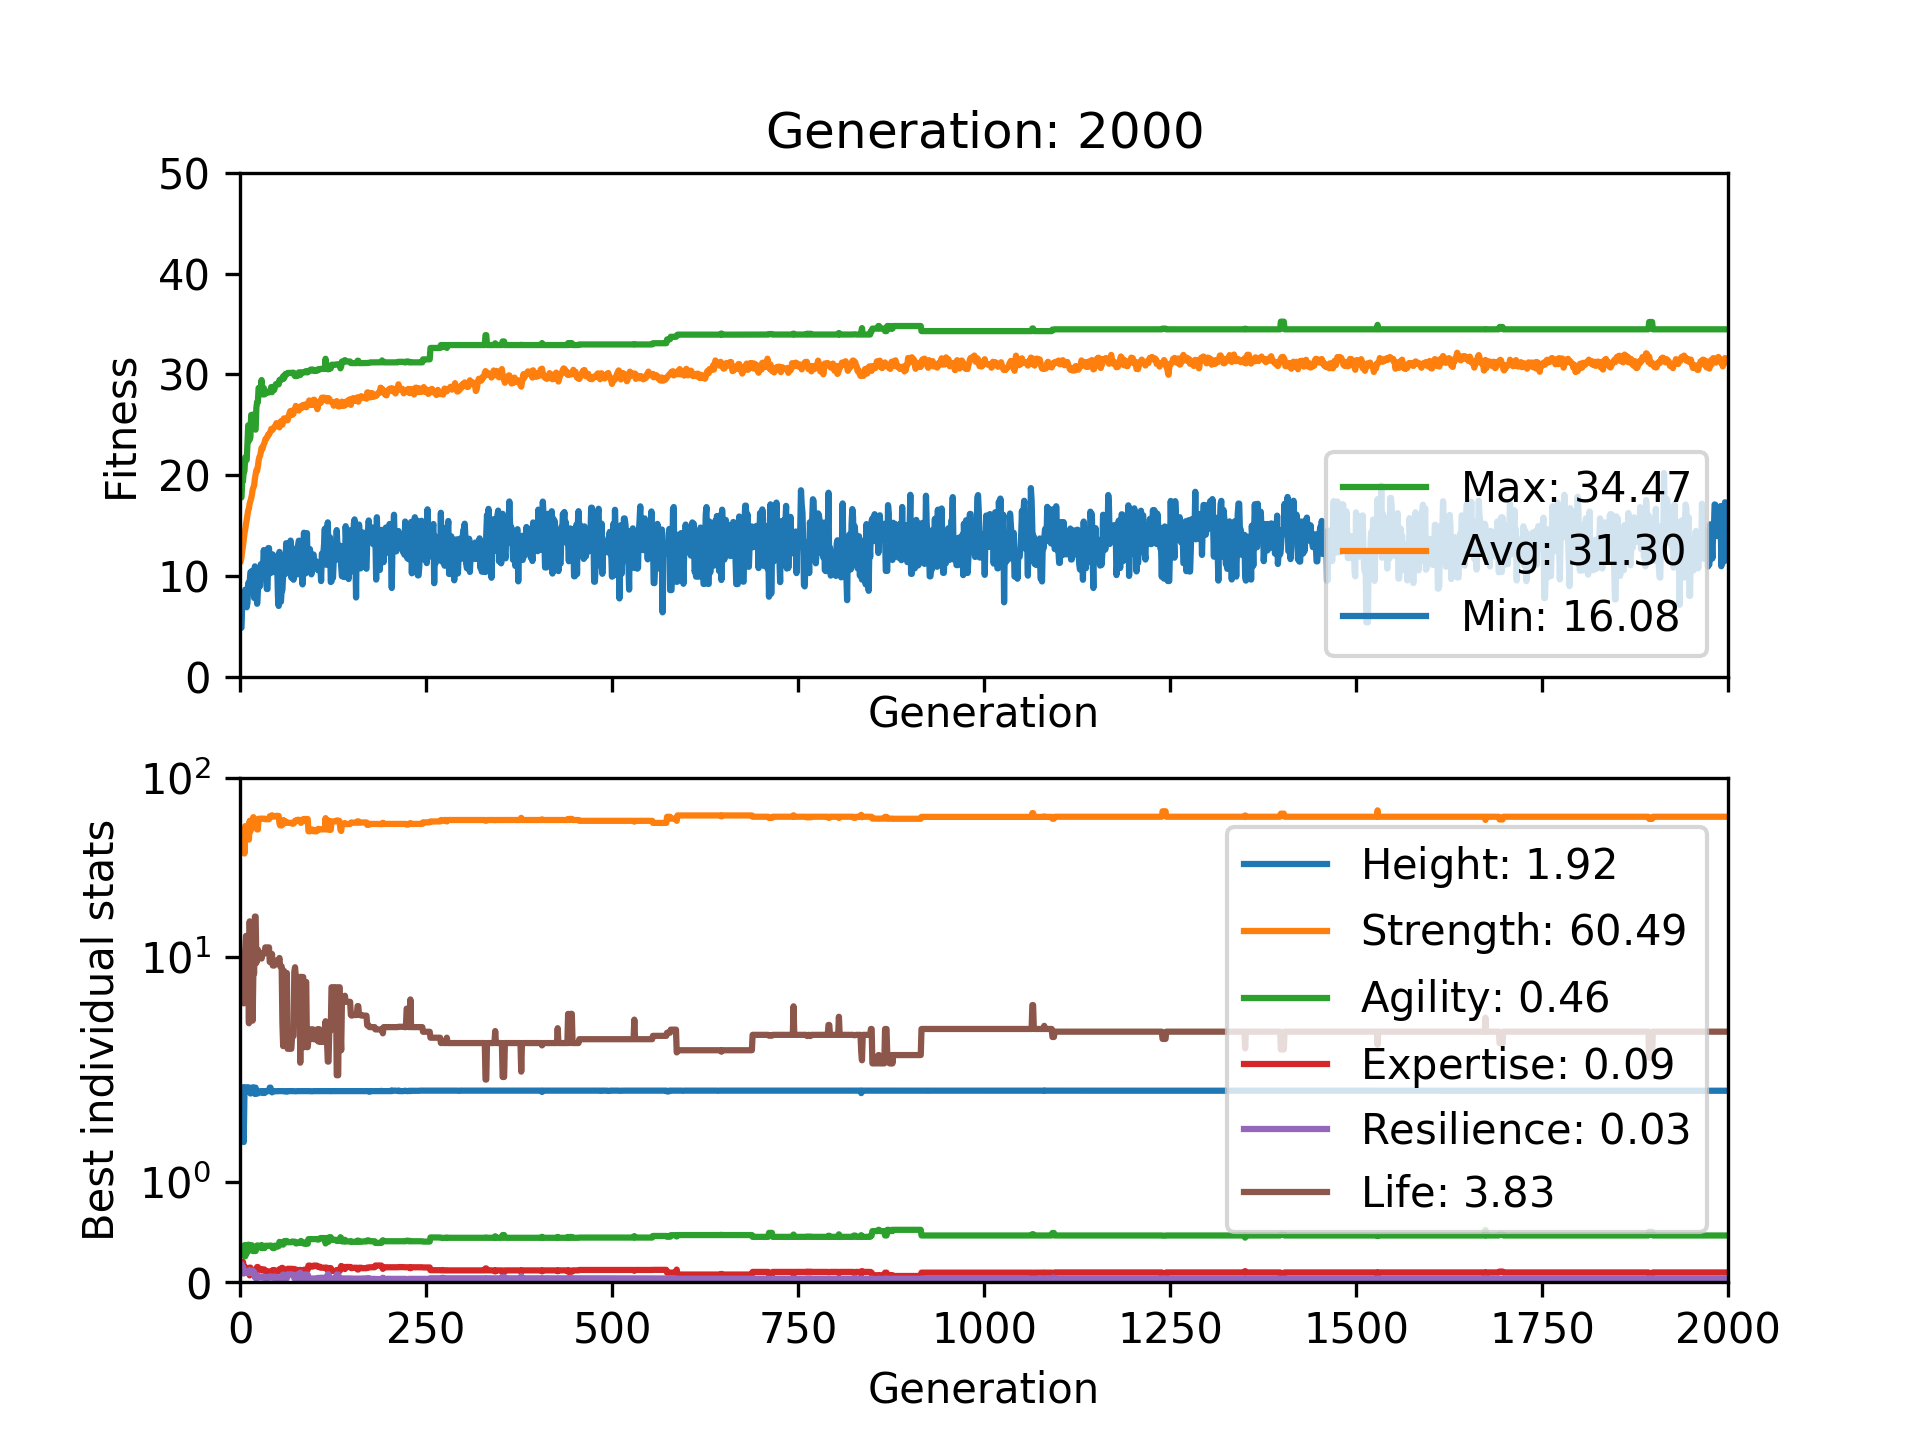 Generation: 2000
50
40
30
20
10
0
Fitness
Max: 34.47
Avg: 31.30
Min: 16.08
Generation
10²
10¹
10⁰
0
Best individual stats
Height: 1.92
Strength: 60.49
Agility: 0.46
Expertise: 0.09
Resilience: 0.03
Life: 3.83
0 250 500 750 1000 1250 1500 1750 2000
Generation